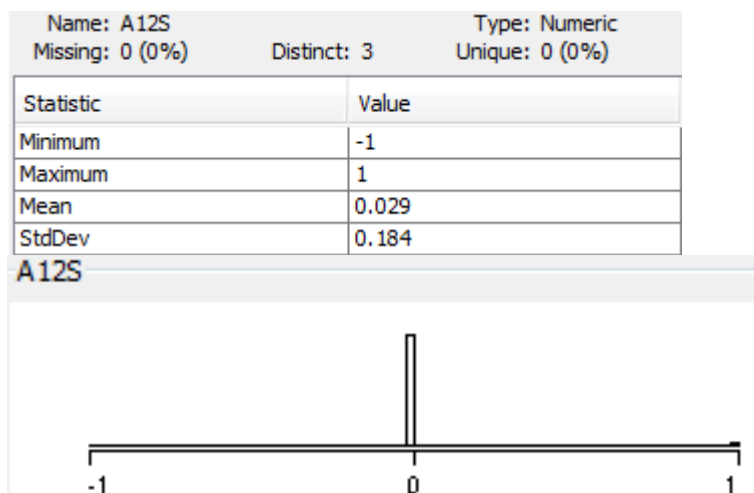 Name: A12S Type: Numeric
Missing: 0 (0%) Distinct: 3 Unique: 0 (0%)
Statistic Value
Minimum -1
Maximum 1
Mean 0.029
StdDev 0.184
A12S
-1 0 1